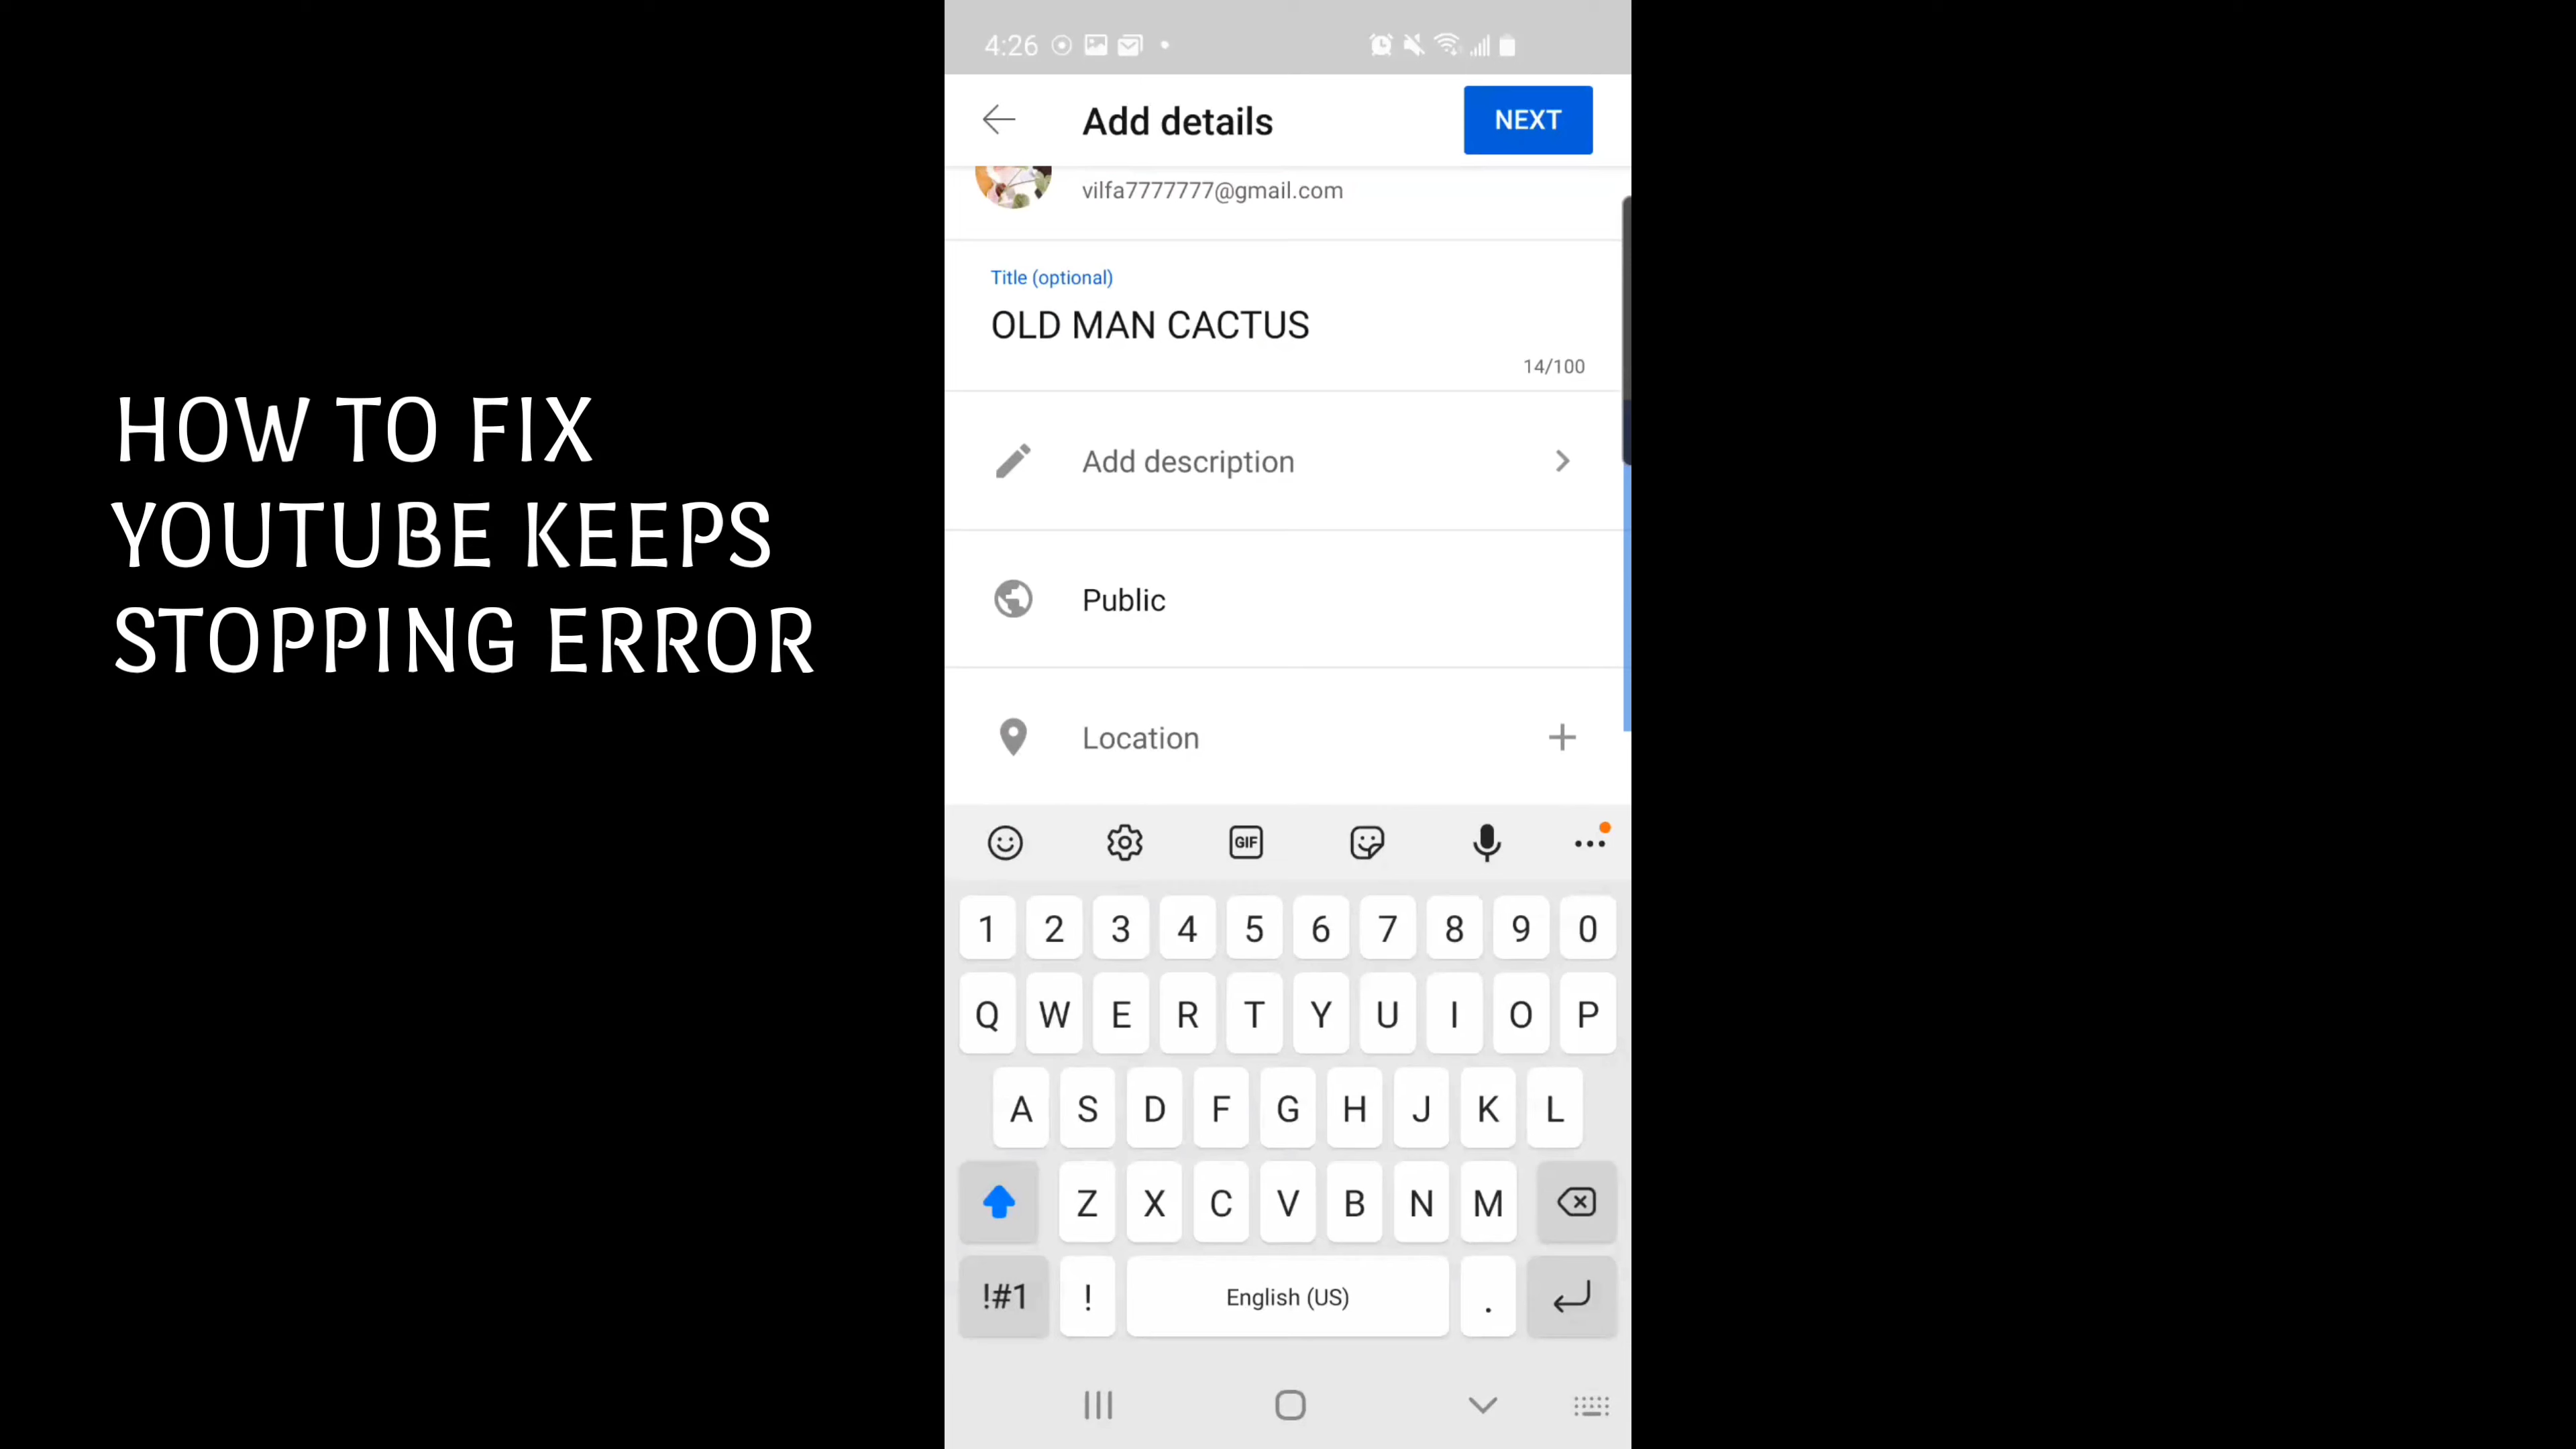 HOW TO FIX
YOUTUBE KEEPS
STOPPING ERROR
4:26
Add details
NEXT
vilfa7777777@gmail.com
Title (optional)
OLD MAN CACTUS
14/100
Add description
Public
Location
GIF
1 2 3 4 5 6 7 8 9 0
Q W E R T Y U I O P
A S D F G H J K L
Z X C V B N M
!#1 ! English (US) .